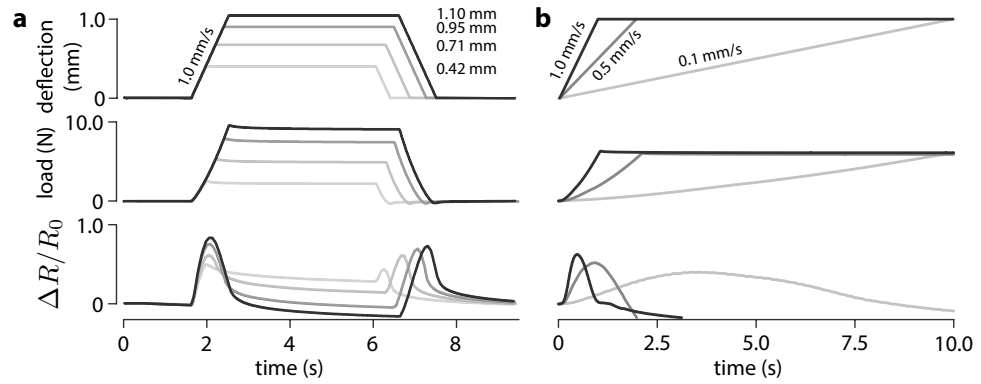 a
b
deflection
(mm)
1.0
0
1.0 mm/s
1.10 mm
0.95 mm
0.71 mm
0.42 mm
1.0 mm/s
0.5 mm/s
0.1 mm/s
load (N)
10.0
0
ΔR/R₀
1.0
0
0 2 4 6 8
time (s)
0 2.5 5.0 7.5 10.0
time (s)